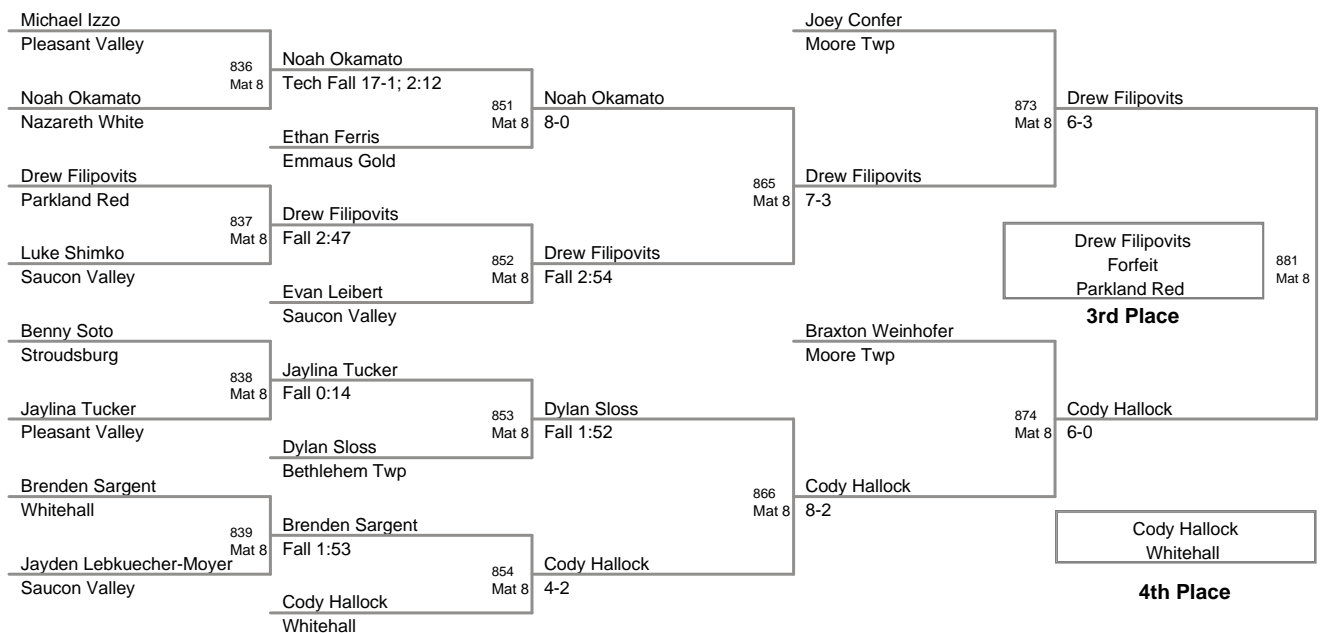 Michael Izzo
Pleasant Valley
836
Mat 8
Noah Okamato
Nazareth White
Noah Okamato
Tech Fall 17-1; 2:12
851
Mat 8
Ethan Ferris
Emmaus Gold
Drew Filipovits
Parkland Red
837
Mat 8
Luke Shimko
Saucon Valley
Drew Filipovits
Fall 2:47
852
Mat 8
Evan Leibert
Saucon Valley
Benny Soto
Stroudsburg
838
Mat 8
Jaylina Tucker
Pleasant Valley
Jaylina Tucker
Fall 0:14
853
Mat 8
Dylan Sloss
Bethlehem Twp
Brenden Sargent
Whitehall
839
Mat 8
Jayden Lebkuecher-Moyer
Saucon Valley
Brenden Sargent
Fall 1:53
854
Mat 8
Cody Hallock
Whitehall
Noah Okamato
8-0
865
Mat 8
Drew Filipovits
Fall 2:54
Dylan Sloss
Fall 1:52
866
Mat 8
Cody Hallock
4-2
Joey Confer
Moore Twp
873
Mat 8
Drew Filipovits
7-3
Braxton Weinhofer
Moore Twp
874
Mat 8
Cody Hallock
8-2
Drew Filipovits
6-3
Drew Filipovits
Forfeit
Parkland Red
3rd Place
881
Mat 8
Cody Hallock
6-0
Cody Hallock
Whitehall
4th Place